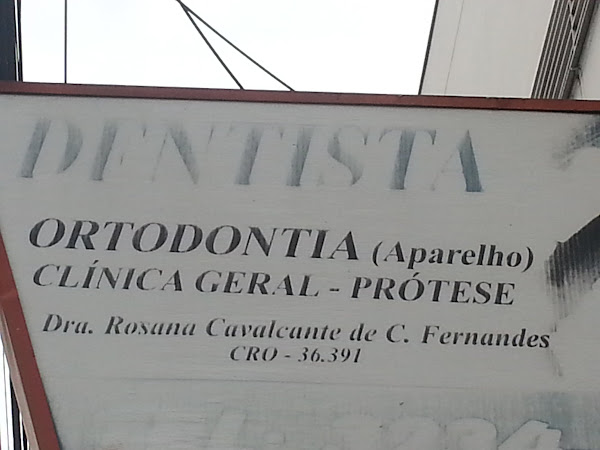 DENTISTA
ORTODONTIA (Aparelho)
CLÍNICA GERAL - PRÓTESE
Dra. Rosana Cavalcante de C. Fernandes
CRO - 36.391